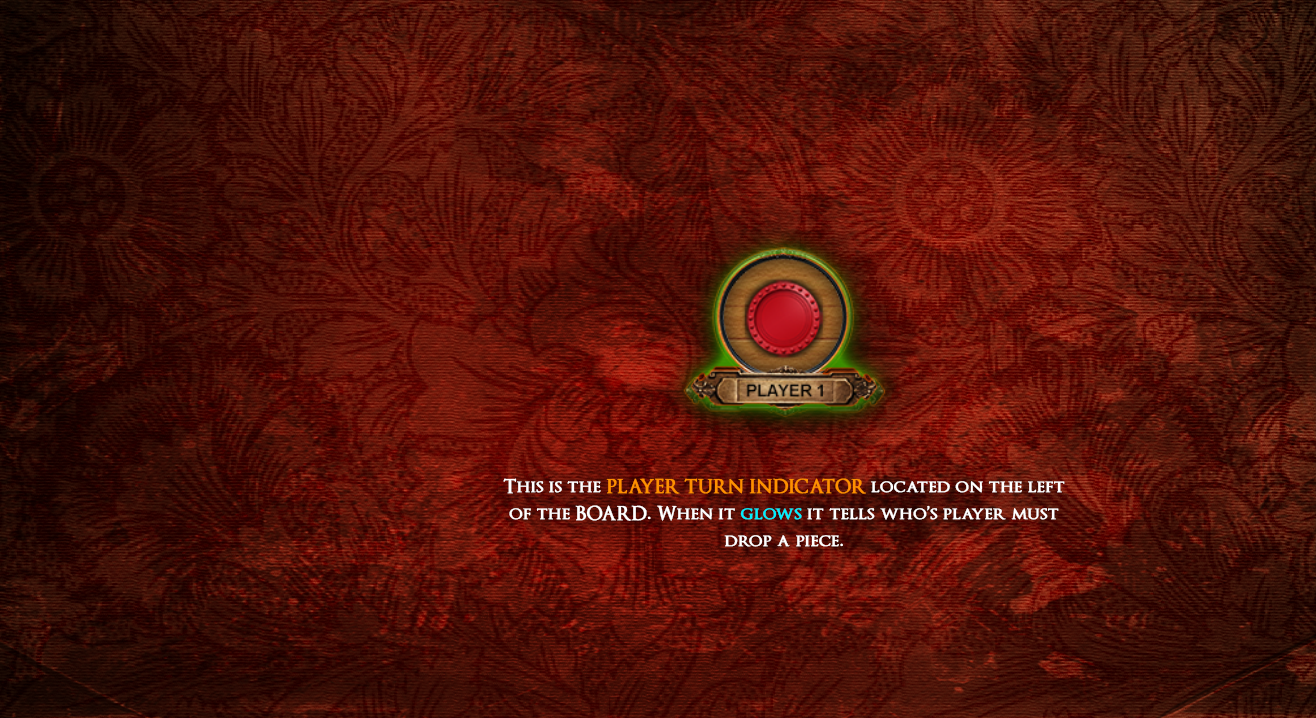 PLAYER 1
This is the PLAYER TURN INDICATOR located on the left
of the BOARD. When it glows it tells who's player must
drop a piece.